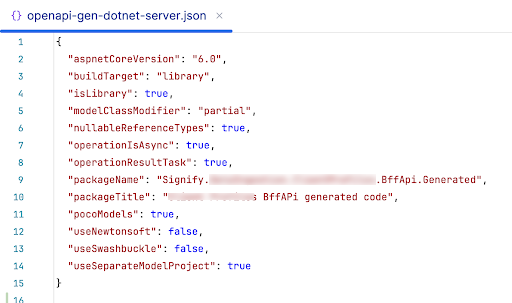 {} openapi-gen-dotnet-server.json ×
1 {
2 "aspnetCoreVersion": "6.0",
3 "buildTarget": "library",
4 "isLibrary": true,
5 "modelClassModifier": "partial",
6 "nullableReferenceTypes": true,
7 "operationIsAsync": true,
8 "operationResultTask": true,
9 "packageName": "Signify. .BffApi.Generated",
10 "packageTitle": " BffAPi generated code",
11 "pocoModels": true,
12 "useNewtonsoft": false,
13 "useSwashbuckle": false,
14 "useSeparateModelProject": true
15 }
16